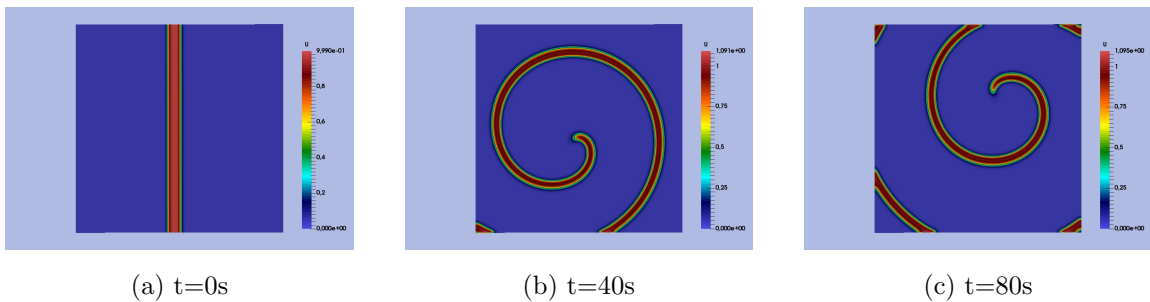 U
9,990e-01
0,8
0,6
0,4
0,2
0,000e+00
U
1,091e+00
1
0,75
0,5
0,25
0,000e+00
U
1,095e+00
1
0,75
0,5
0,25
0,000e+00
(a) t=0s
(b) t=40s
(c) t=80s